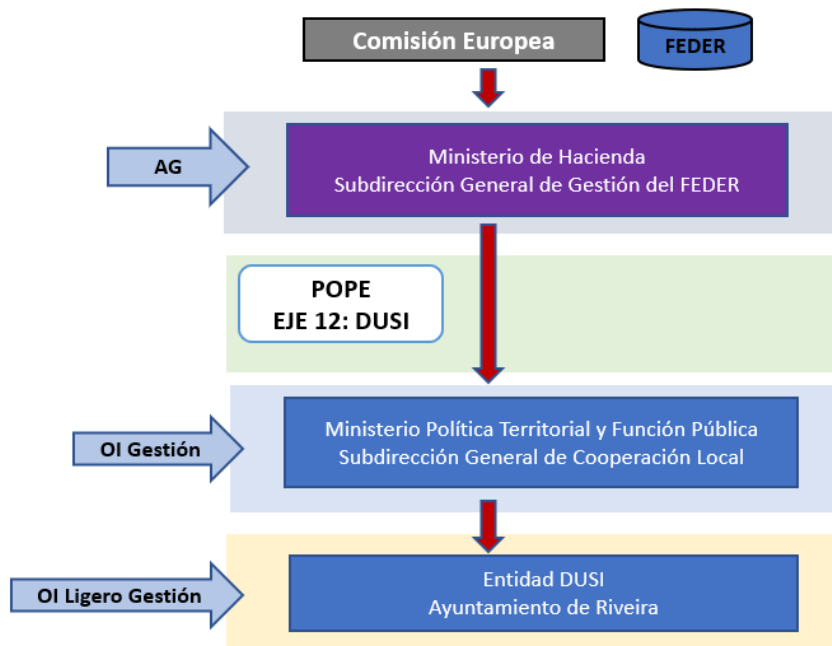 Comisión Europea
FEDER
AG
Ministerio de Hacienda
Subdirección General de Gestión del FEDER
POPE
EJE 12: DUSI
OI Gestión
Ministerio Política Territorial y Función Pública
Subdirección General de Cooperación Local
OI Ligero Gestión
Entidad DUSI
Ayuntamiento de Riveira